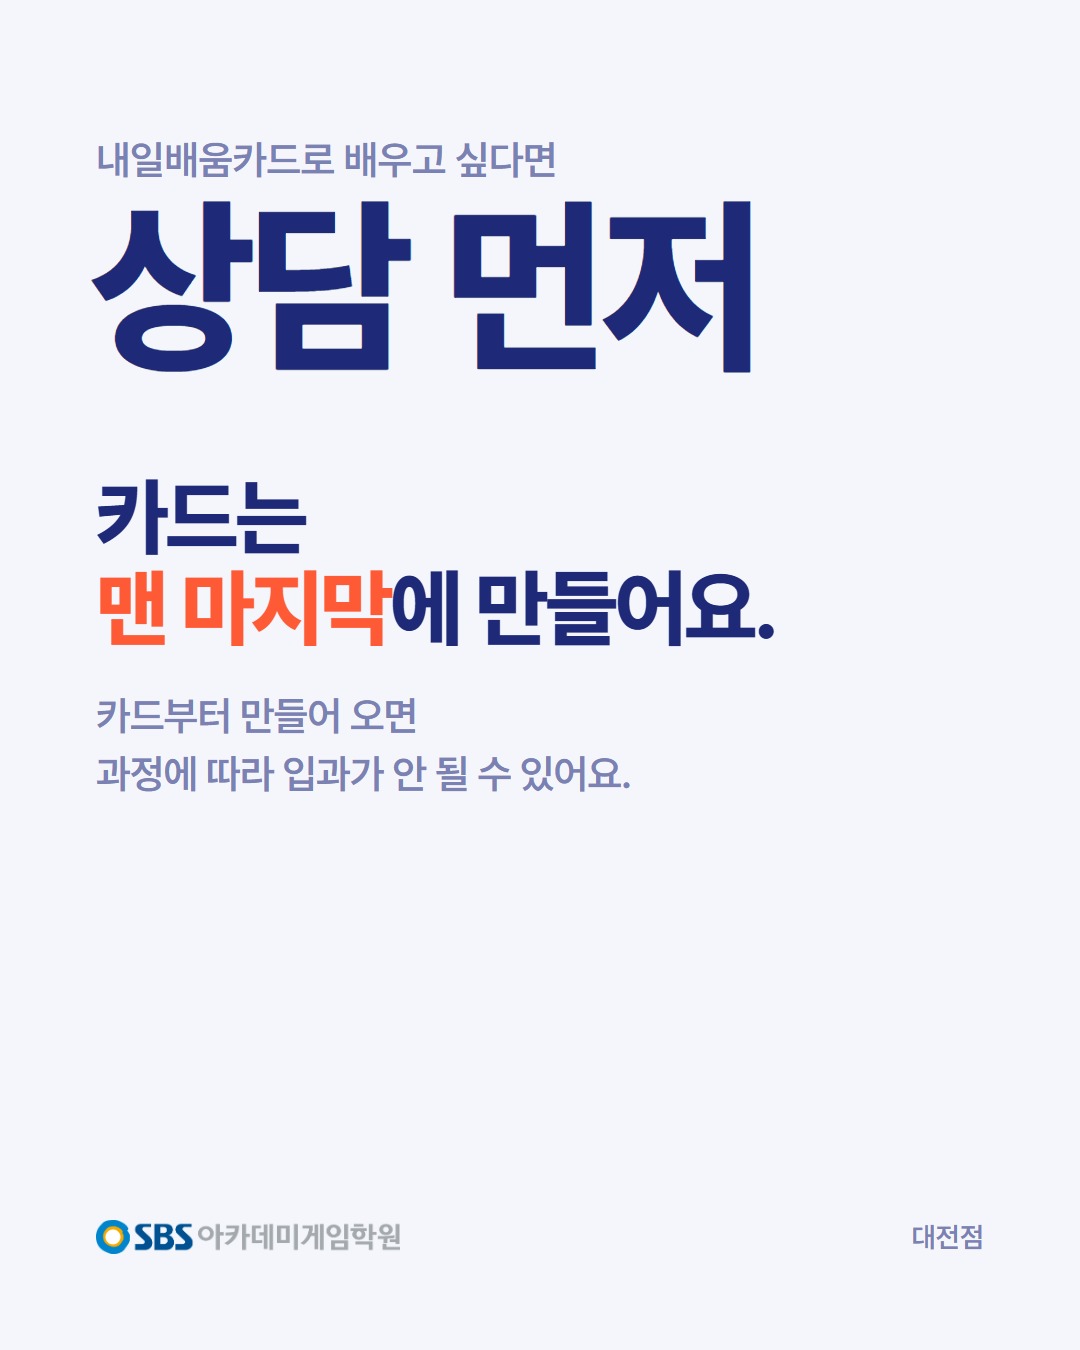 내일배움카드로 배우고 싶다면
상담 먼저
카드는
맨 마지막에 만들어요.
카드부터 만들어 오면
과정에 따라 입과가 안 될 수 있어요.
SBS 아카데미게임학원
대전점